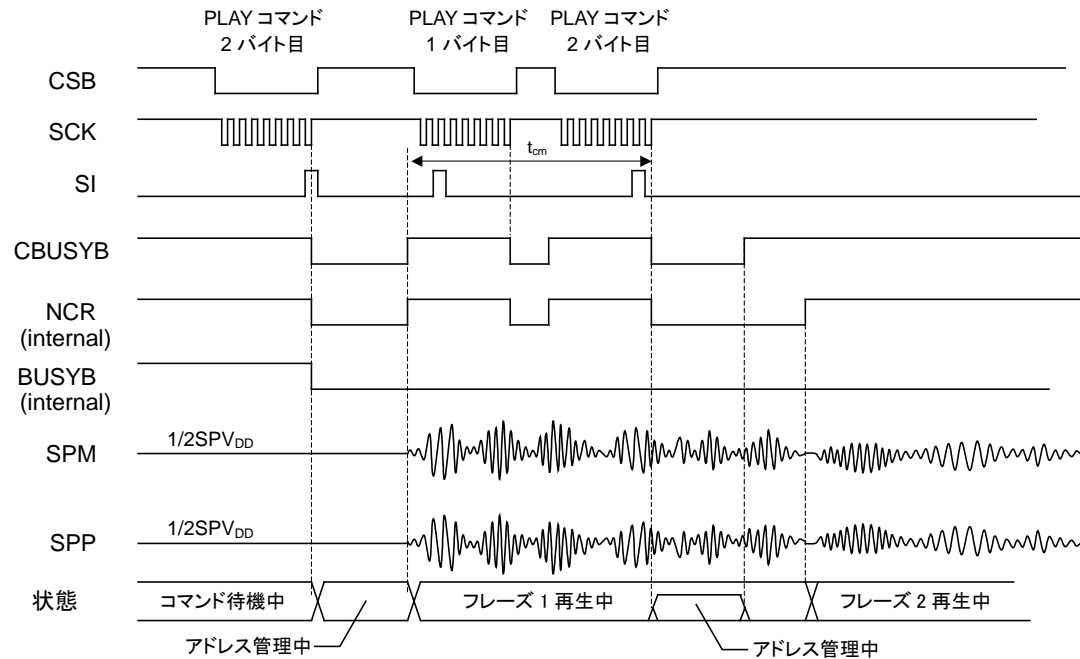 PLAY コマンド
2 バイト目
PLAY コマンド
1 バイト目
PLAY コマンド
2 バイト目
CSB
SCK
tcm
SI
CBUSYB
NCR
(internal)
BUSYB
(internal)
1/2SPVDD
SPM
1/2SPVDD
SPP
状態
コマンド待機中
フレーズ 1 再生中
フレーズ 2 再生中
アドレス管理中
アドレス管理中